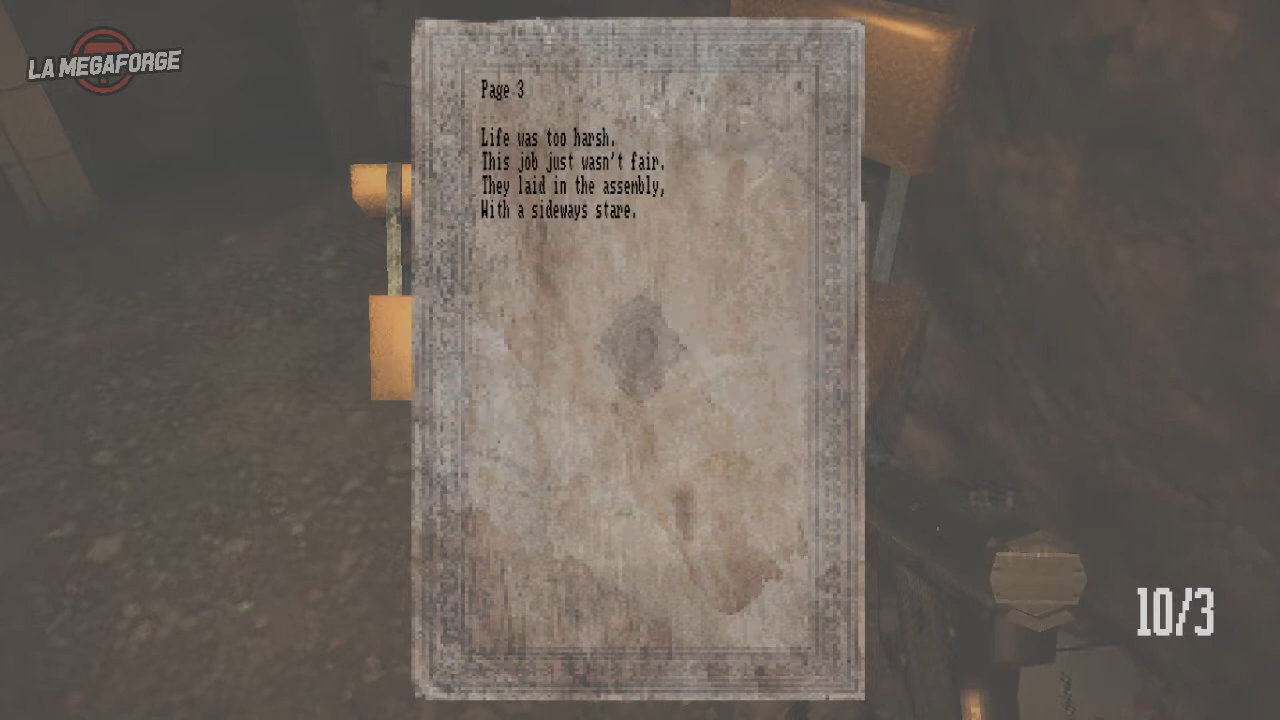 LA MEGAFORGE
Page 3
Life was too harsh.
This job just wasn't fair.
They laid in the assembly,
With a sideways stare.
10/3